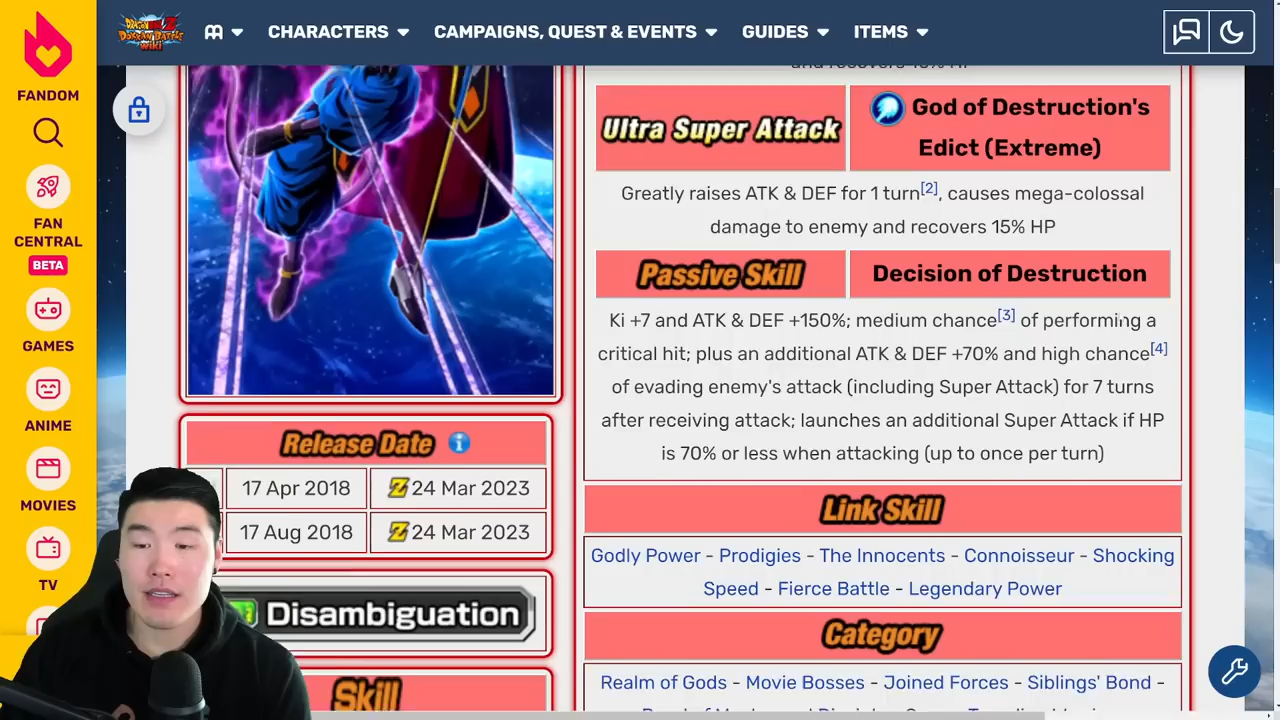 DRAGON BALL Z
DOKKAN BATTLE
WIKI
CHARACTERS
CAMPAIGNS, QUEST & EVENTS
GUIDES
ITEMS
FANDOM
FAN
CENTRAL
BETA
GAMES
ANIME
MOVIES
TV
Ultra Super Attack
God of Destruction's
Edict (Extreme)
Greatly raises ATK & DEF for 1 turn[2], causes mega-colossal
damage to enemy and recovers 15% HP
Passive Skill
Decision of Destruction
Ki +7 and ATK & DEF +150%; medium chance[3] of performing a
critical hit; plus an additional ATK & DEF +70% and high chance[4]
of evading enemy's attack (including Super Attack) for 7 turns
after receiving attack; launches an additional Super Attack if HP
is 70% or less when attacking (up to once per turn)
Release Date
17 Apr 2018 Z 24 Mar 2023
17 Aug 2018 Z 24 Mar 2023
Disambiguation
Skill
Link Skill
Godly Power - Prodigies - The Innocents - Connoisseur - Shocking
Speed - Fierce Battle - Legendary Power
Category
Realm of Gods - Movie Bosses - Joined Forces - Siblings' Bond -